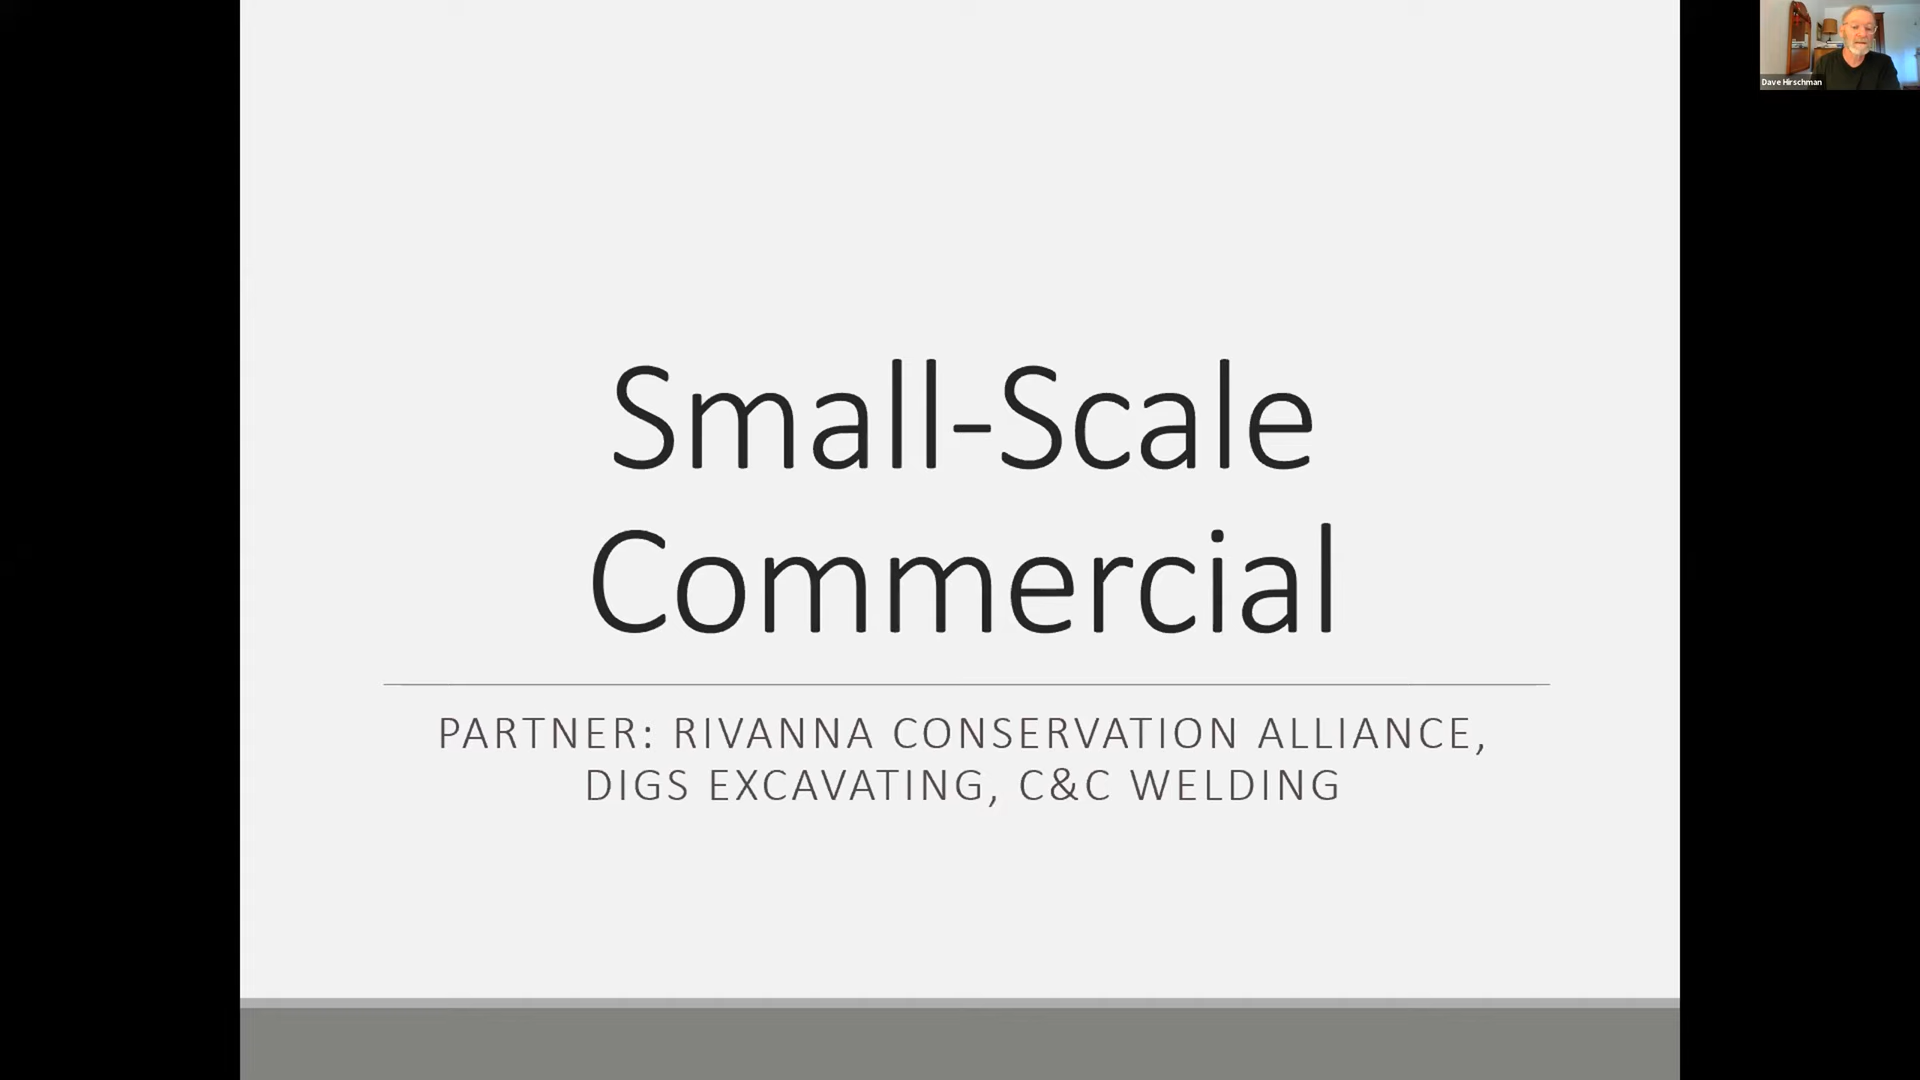 Dave Hirschman
Small-Scale
Commercial
PARTNER: RIVANNA CONSERVATION ALLIANCE,
DIGS EXCAVATING, C&C WELDING